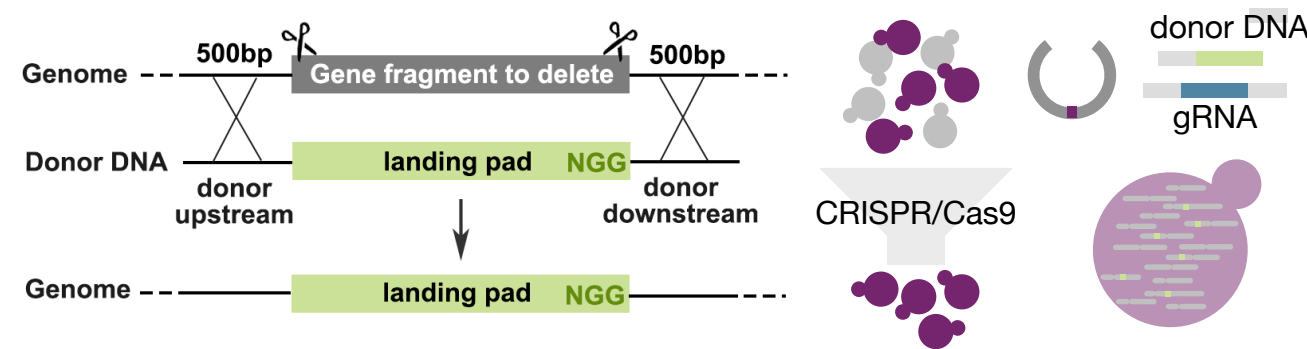 500bp
500bp
Genome
Gene fragment to delete
Donor DNA
landing pad
NGG
donor
upstream
donor
downstream
Genome
landing pad
NGG
CRISPR/Cas9
donor DNA
gRNA